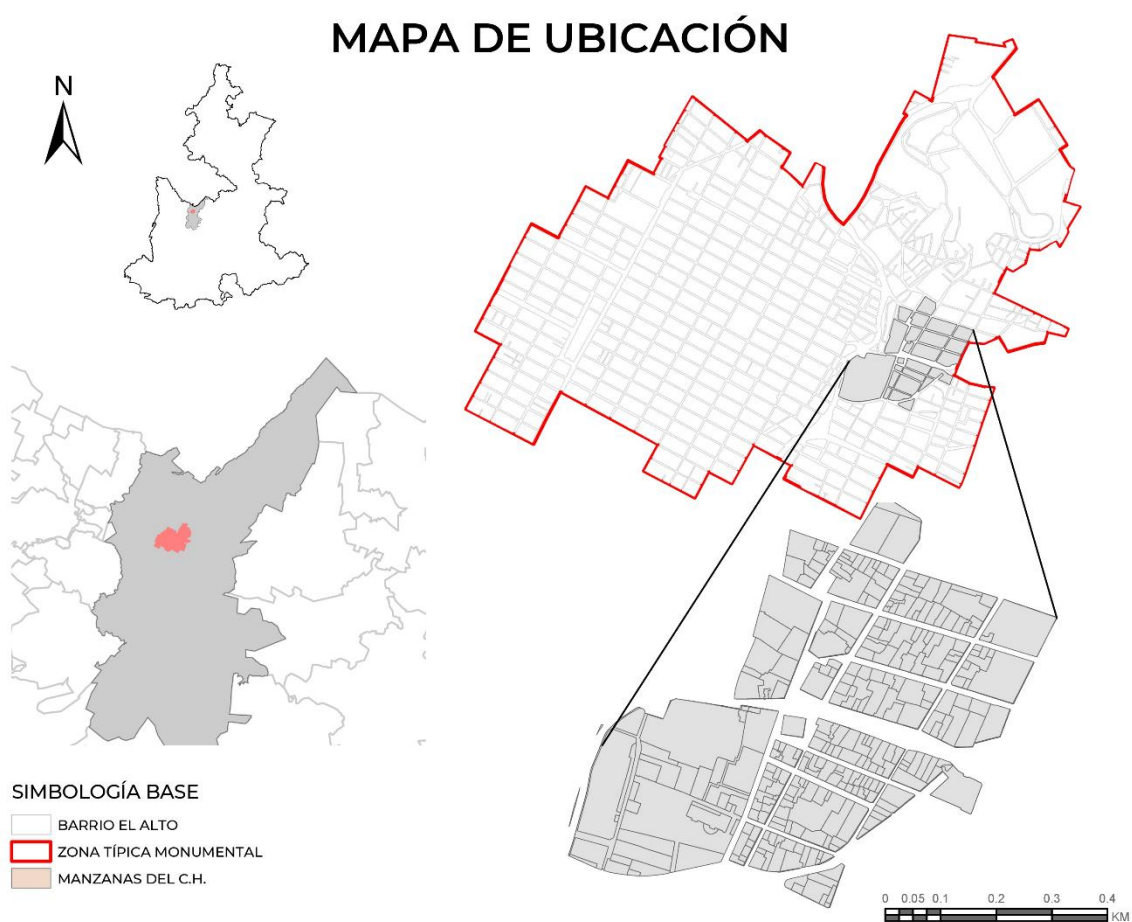 MAPA DE UBICACIÓN
N
SIMBOLOGÍA BASE
BARRIO EL ALTO
ZONA TÍPICA MONUMENTAL
MANZANAS DEL C.H.
0 0.05 0.1 0.2 0.3 0.4
KM